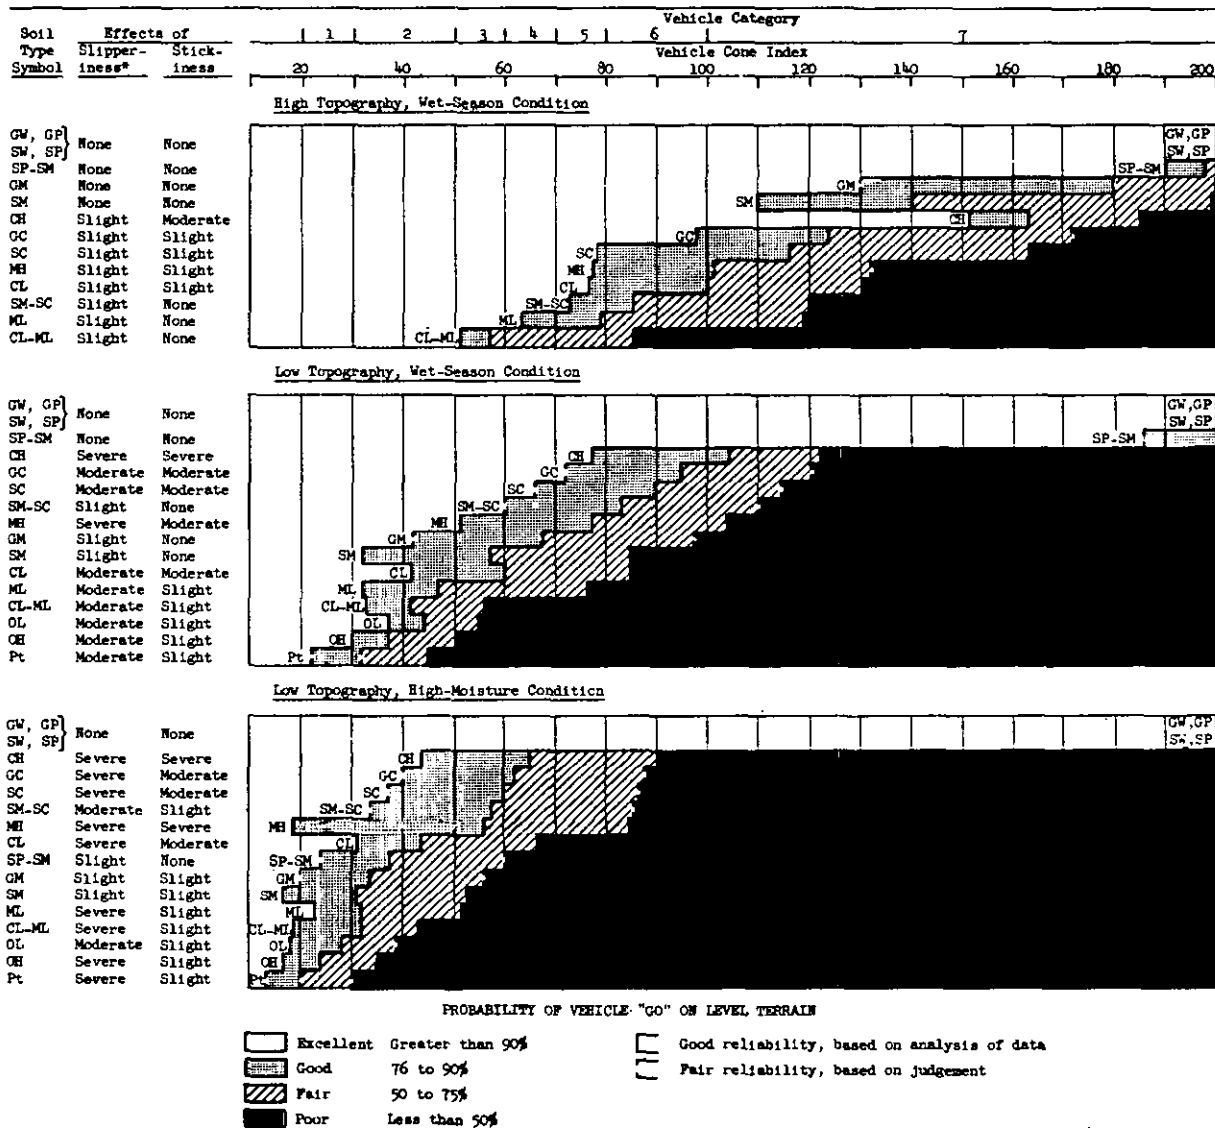 Vehicle Category
Soil Effects of 1 2 3 4 5 6 7
Type Slipper- Stick- Vehicle Cone Index
Symbol iness* iness 20 40 60 80 100 120 140 160 180 200
High Topography, Wet-Season Condition
GW, GP} None None GW, GP
SW, SP} SW, SP
SP-SM None None SP-SM
GM None None GM
SM None None SM
CH Slight Moderate CH
GC Slight Slight GC
SC Slight Slight SC
MH Slight Slight MH
CL Slight Slight CL
SM-SC Slight None SM-SC
ML Slight None ML
CL-ML Slight None CL-ML
Low Topography, Wet-Season Condition
GW, GP} None None GW,GP
SW, SP} SW,SP
SP-SM None None SP-SM
CH Severe Severe CH
GC Moderate Moderate GC
SC Moderate Moderate SC
SM-SC Slight None SM-SC
MH Severe Moderate MH
GM Slight None GM
SM Slight None SM
CL Moderate Moderate CL
ML Moderate Slight ML
CL-ML Moderate Slight CL-ML
OL Moderate Slight OL
OH Moderate Slight OH
Pt Moderate Slight Pt
Low Topography, High-Moisture Condition
GW, GP} None None GW,GP
SW, SP} SW,SP
CH Severe Severe CH
GC Severe Moderate GC
SC Severe Moderate SC
SM-SC Moderate Slight SM-SC
MH Severe Severe MH
CL Severe Moderate CL
SP-SM Slight None SP-SM
GM Slight Slight GM
SM Slight Slight SM
ML Severe Slight ML
CL-ML Severe Slight CL-ML
OL Moderate Slight OL
OH Severe Slight OH
Pt Severe Slight Pt
PROBABILITY OF VEHICLE "GO" ON LEVEL TERRAIN
Excellent Greater than 90% Good reliability, based on analysis of data
Good 76 to 90% Fair reliability, based on judgement
Fair 50 to 75%
Poor Less than 50%